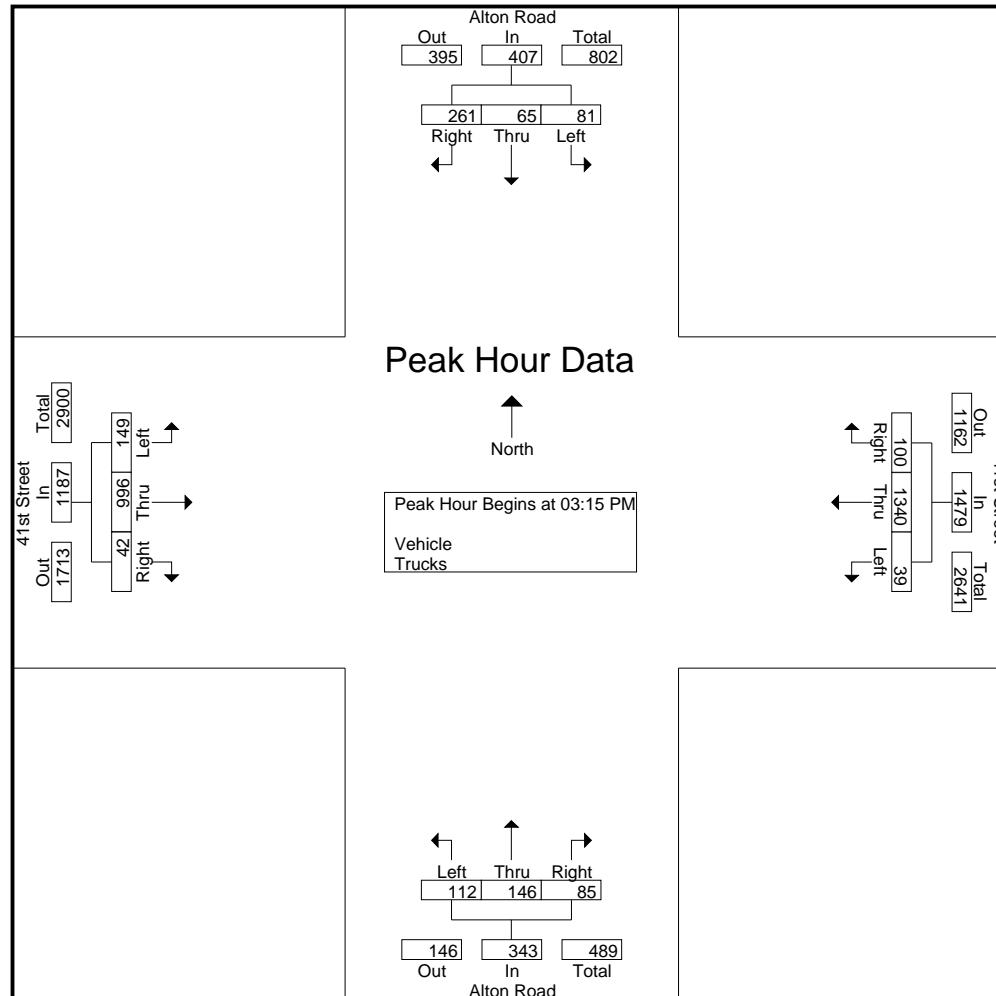 Alton Road
Out In Total
395 407 802
261 65 81
Right Thru Left
Peak Hour Data
North
Peak Hour Begins at 03:15 PM
Vehicle
Trucks
41st Street
Out In Total
1713 1187 2900
Left Thru Right
149 996 42
Out In Total
1162 1479 2641
Right Thru Left
100 1340 39
Left Thru Right
112 146 85
146 343 489
Out In Total
Alton Road